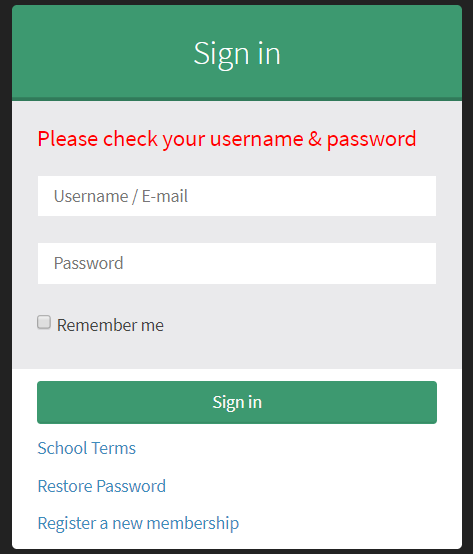 Sign in
Please check your username & password
Username / E-mail
Password
Remember me
Sign in
School Terms
Restore Password
Register a new membership